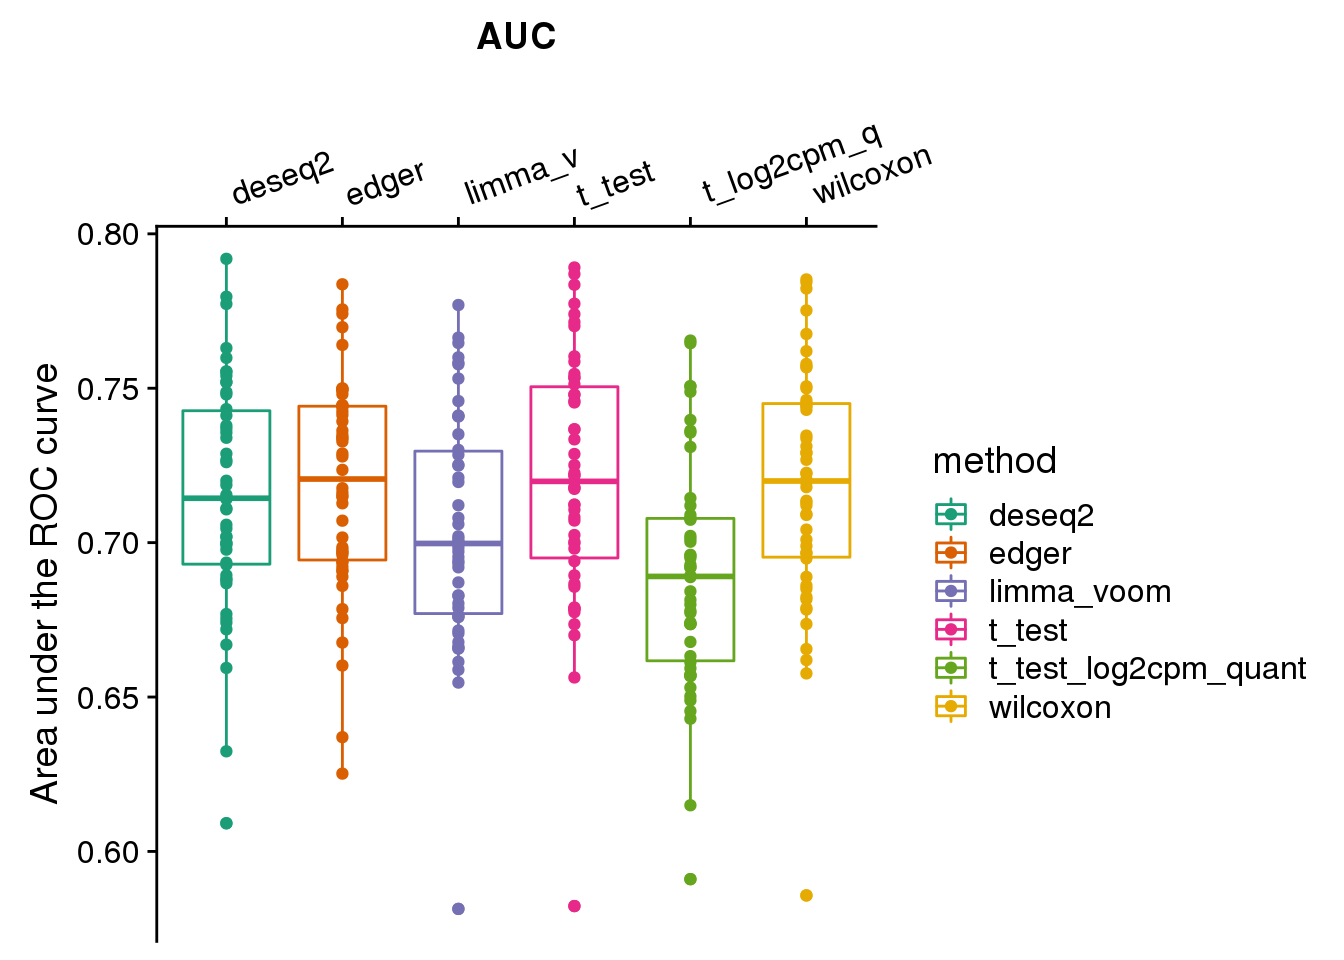 AUC
deseq2
edger
limma_v
t_test
t_log2cpm_q
wilcoxon
0.80
0.75
0.70
0.65
0.60
Area under the ROC curve
method
deseq2
edger
limma_voom
t_test
t_test_log2cpm_quant
wilcoxon